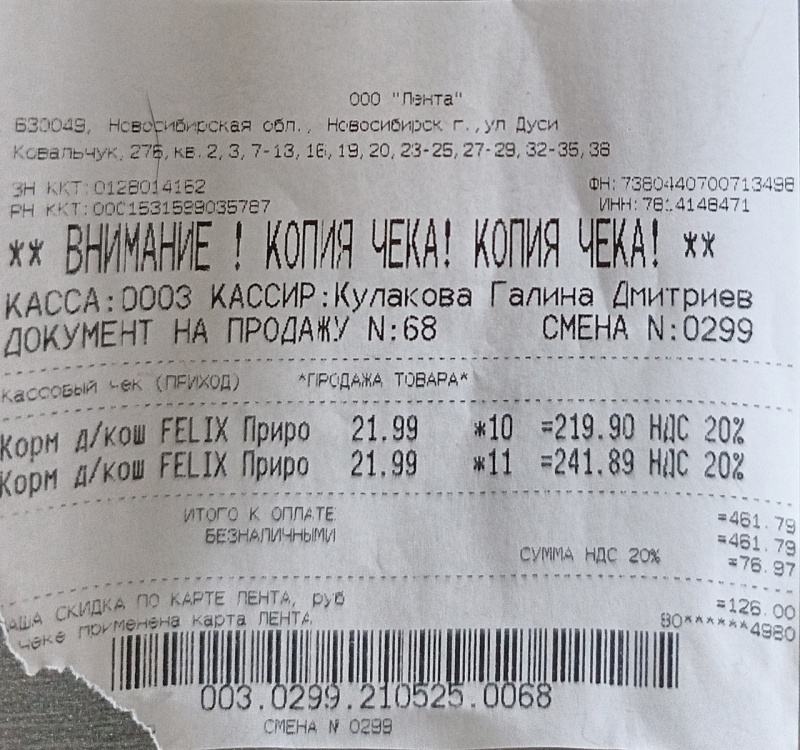 ООО "Лента"
630049, Новосибирская обл., Новосибирск г., ул Дуси
Ковальчук, 276, кв. 2, 3, 7-13, 16, 19, 20, 23-25, 27-29, 32-35, 38
ЗН ККТ:0128014162 ФН:7380440700713498
РН ККТ:0001531599035787 ИНН:7814148471
** ВНИМАНИЕ ! КОПИЯ ЧЕКА! КОПИЯ ЧЕКА! **
КАССА:0003 КАССИР:Кулакова Галина Дмитриев
ДОКУМЕНТ НА ПРОДАЖУ N:68 СМЕНА N:0299
Кассовый чек (ПРИХОД) *ПРОДАЖА ТОВАРА*
Корм д/кош FELIX Приро 21.99 *10 =219.90 НДС 20%
Корм д/кош FELIX Приро 21.99 *11 =241.89 НДС 20%
ИТОГО К ОПЛАТЕ =461.79
БЕЗНАЛИЧНЫМИ =461.79
СУММА НДС 20% =76.97
АША СКИДКА ПО КАРТЕ ЛЕНТА, руб =126.00
чеке применена карта ЛЕНТА 80******4980
003.0299.210525.0068
СМЕНА N 0299